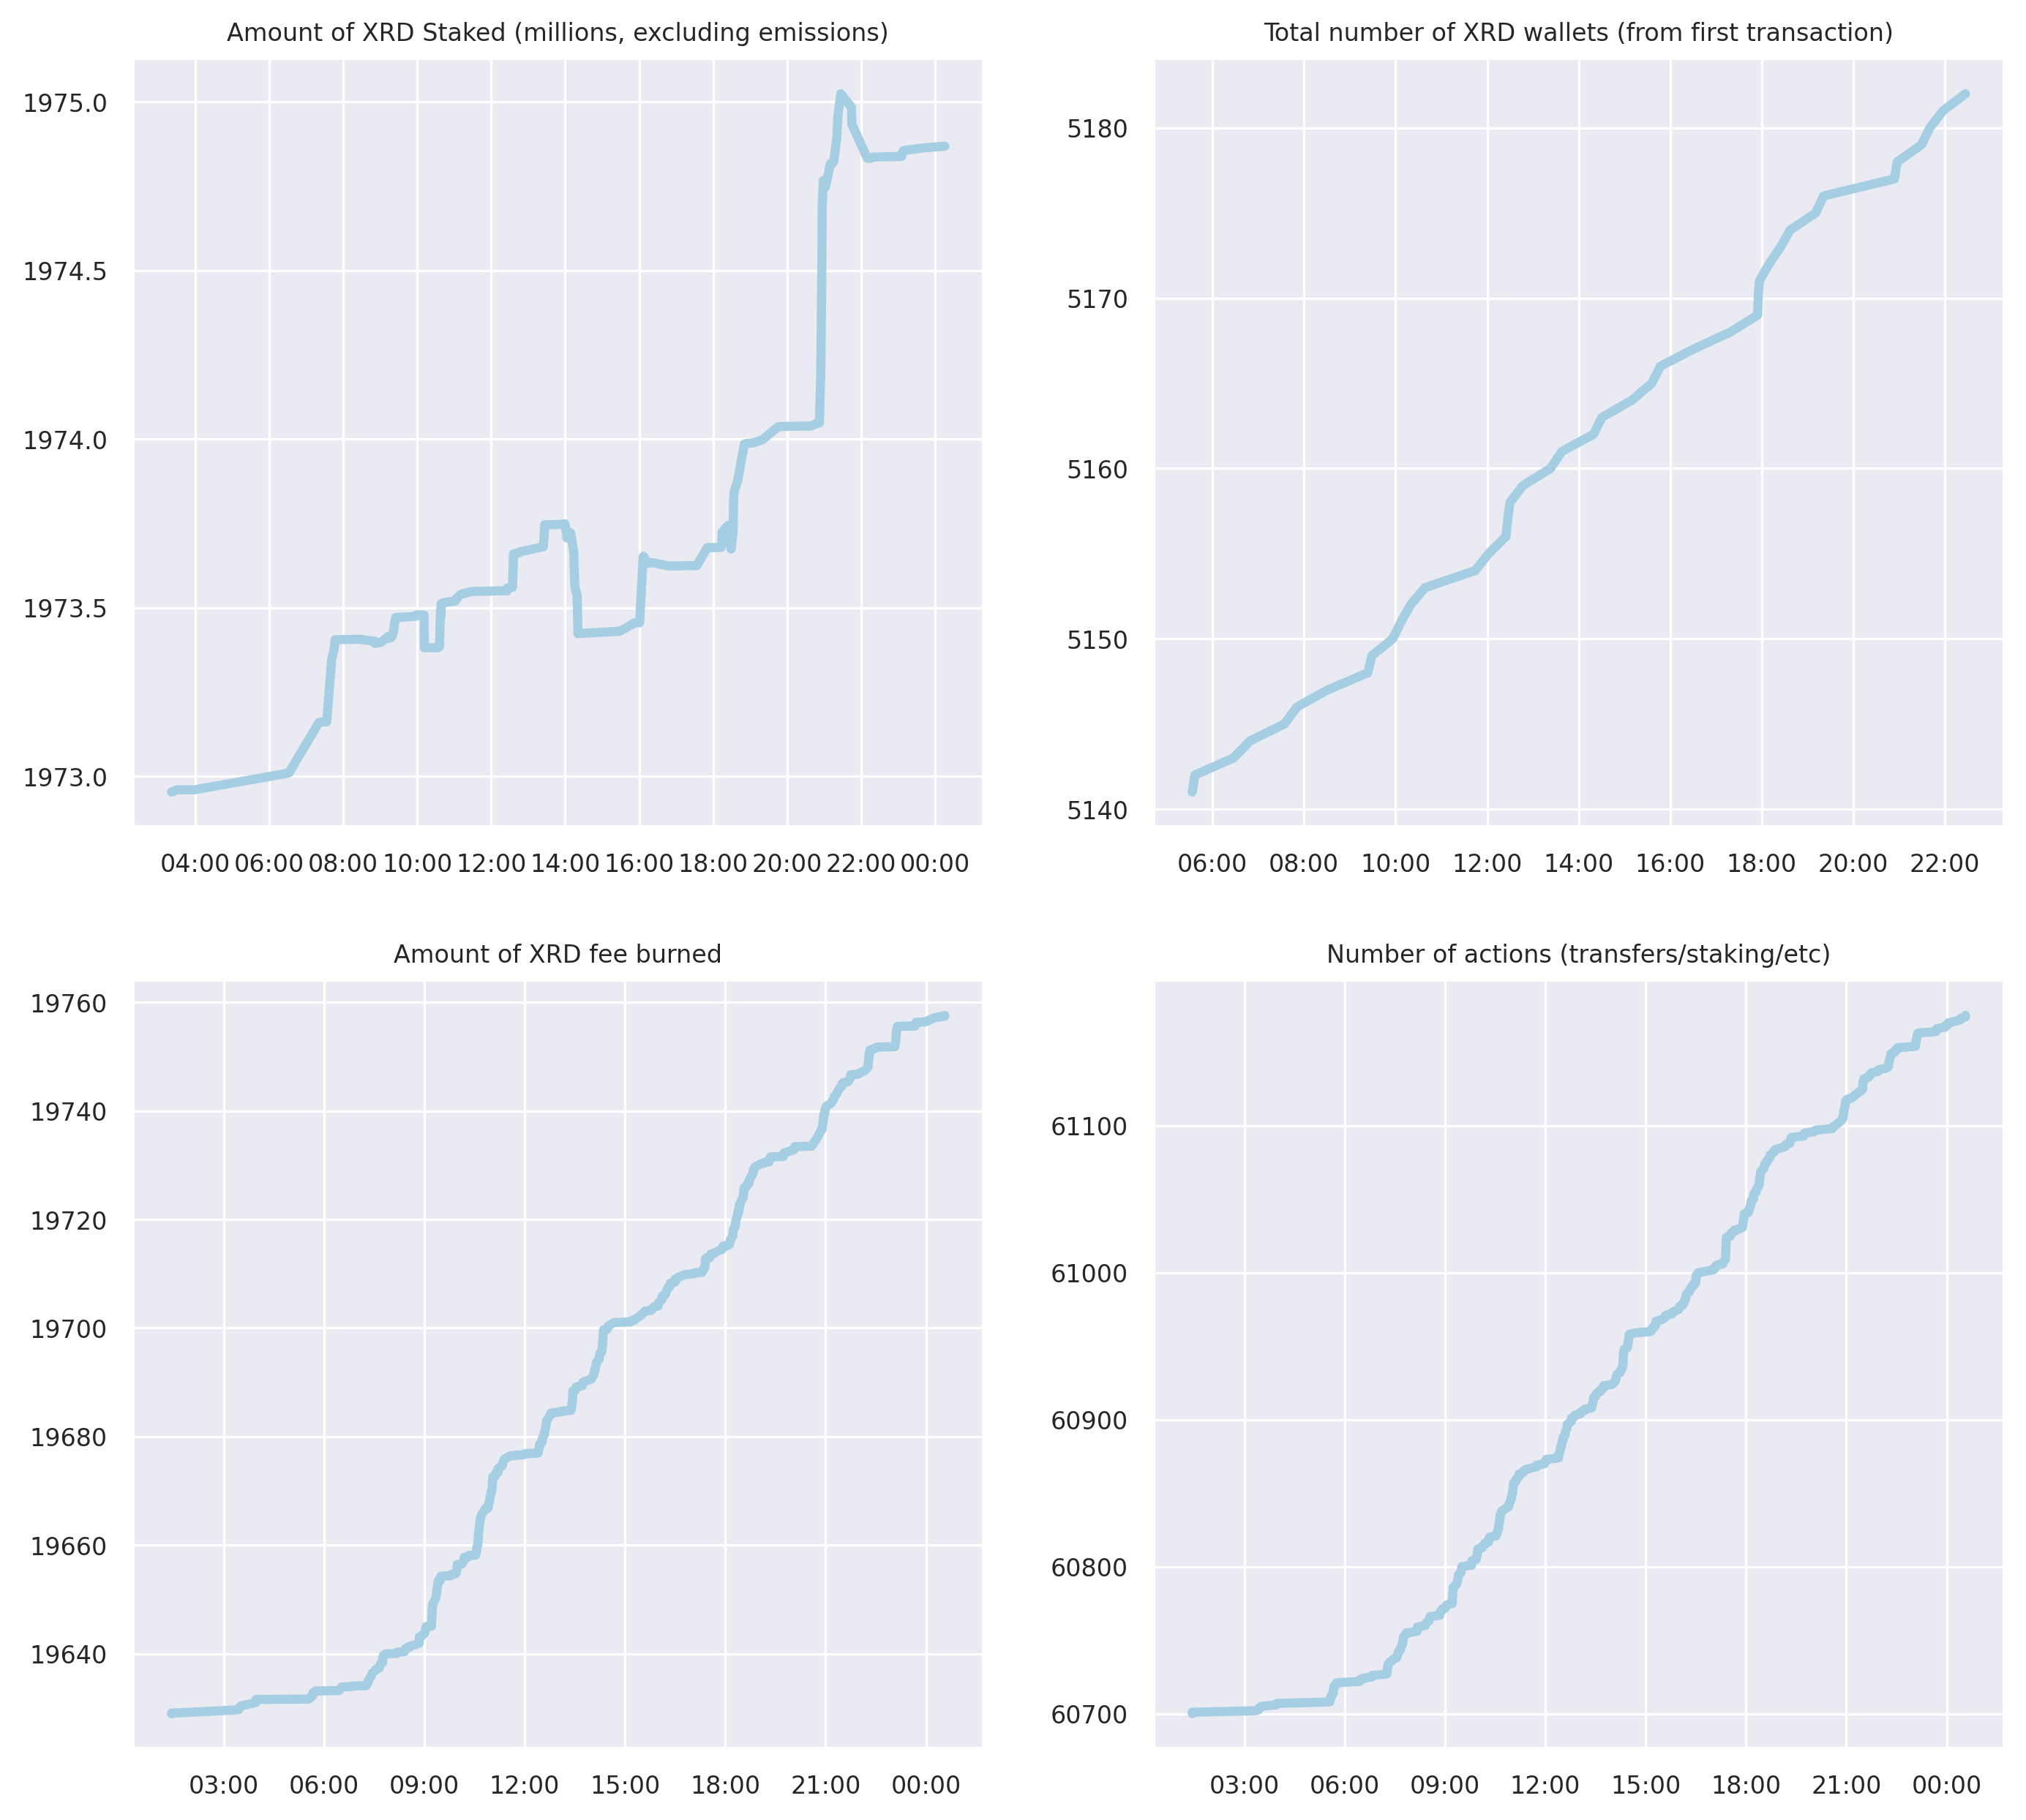 Amount of XRD Staked (millions, excluding emissions)
1975.0
1974.5
1974.0
1973.5
1973.0
04:00 06:00 08:00 10:00 12:00 14:00 16:00 18:00 20:00 22:00 00:00
Total number of XRD wallets (from first transaction)
5180
5170
5160
5150
5140
06:00 08:00 10:00 12:00 14:00 16:00 18:00 20:00 22:00
Amount of XRD fee burned
19760
19740
19720
19700
19680
19660
19640
03:00 06:00 09:00 12:00 15:00 18:00 21:00 00:00
Number of actions (transfers/staking/etc)
61100
61000
60900
60800
60700
03:00 06:00 09:00 12:00 15:00 18:00 21:00 00:00